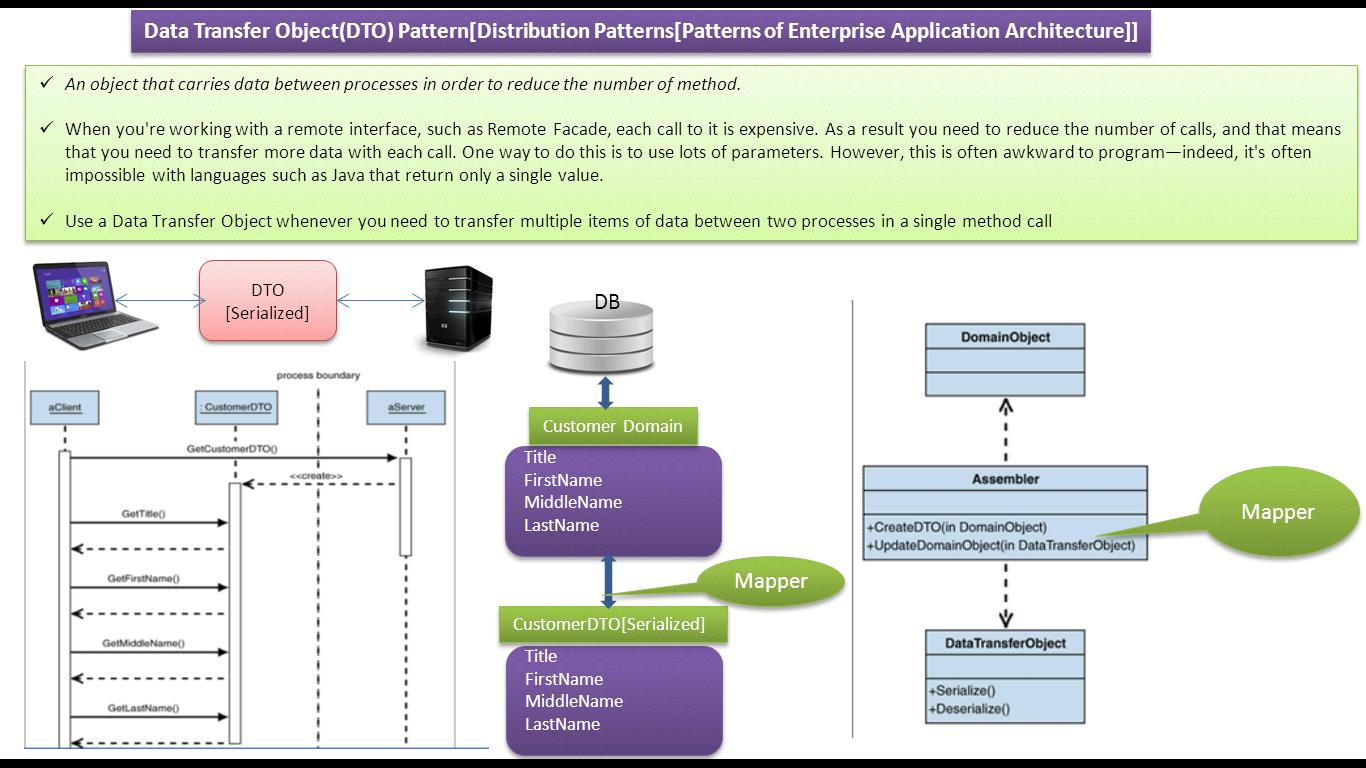 Data Transfer Object(DTO) Pattern[Distribution Patterns[Patterns of Enterprise Application Architecture]]
An object that carries data between processes in order to reduce the number of method.
When you're working with a remote interface, such as Remote Facade, each call to it is expensive. As a result you need to reduce the number of calls, and that means
that you need to transfer more data with each call. One way to do this is to use lots of parameters. However, this is often awkward to program—indeed, it's often
impossible with languages such as Java that return only a single value.
Use a Data Transfer Object whenever you need to transfer multiple items of data between two processes in a single method call
DTO
[Serialized]
process boundary
aClient
: CustomerDTO
aServer
GetCustomerDTO()
<<create>>
GetTitle()
GetFirstName()
GetMiddleName()
GetLastName()
DB
Customer Domain
Title
FirstName
MiddleName
LastName
Mapper
CustomerDTO[Serialized]
Title
FirstName
MiddleName
LastName
DomainObject
Assembler
+CreateDTO(in DomainObject)
+UpdateDomainObject(in DataTransferObject)
Mapper
DataTransferObject
+Serialize()
+Deserialize()